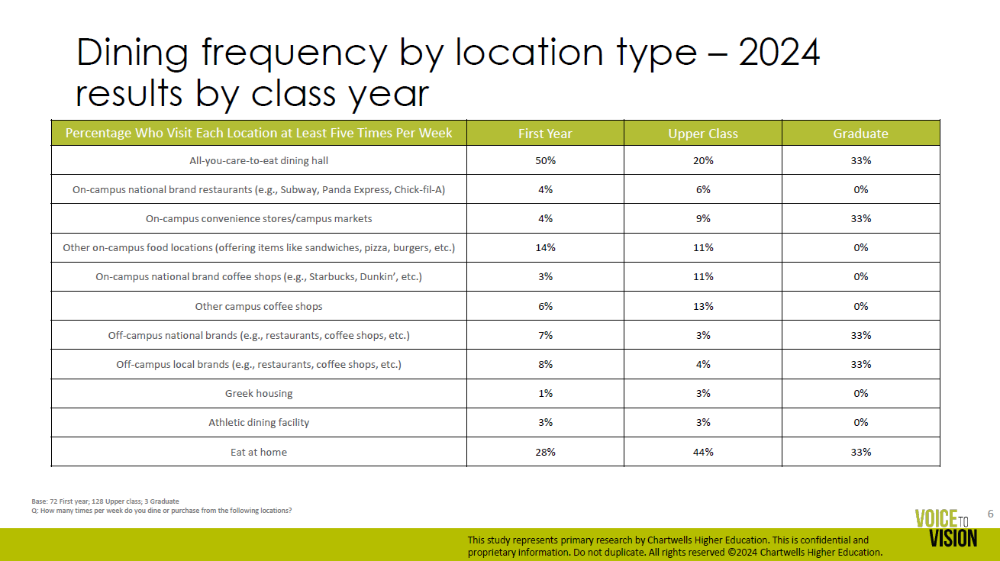 Dining frequency by location type – 2024
results by class year
Percentage Who Visit Each Location at Least Five Times Per Week First Year Upper Class Graduate
All-you-care-to-eat dining hall 50% 20% 33%
On-campus national brand restaurants (e.g., Subway, Panda Express, Chick-fil-A) 4% 6% 0%
On-campus convenience stores/campus markets 4% 9% 33%
Other on-campus food locations (offering items like sandwiches, pizza, burgers, etc.) 14% 11% 0%
On-campus national brand coffee shops (e.g., Starbucks, Dunkin’, etc.) 3% 11% 0%
Other campus coffee shops 6% 13% 0%
Off-campus national brands (e.g., restaurants, coffee shops, etc.) 7% 3% 33%
Off-campus local brands (e.g., restaurants, coffee shops, etc.) 8% 4% 33%
Greek housing 1% 3% 0%
Athletic dining facility 3% 3% 0%
Eat at home 28% 44% 33%
Base: 72 First year; 128 Upper class; 3 Graduate
Q: How many times per week do you dine or purchase from the following locations?
6
VOICE TO
VISION
This study represents primary research by Chartwells Higher Education. This is confidential and
proprietary information. Do not duplicate. All rights reserved ©2024 Chartwells Higher Education.